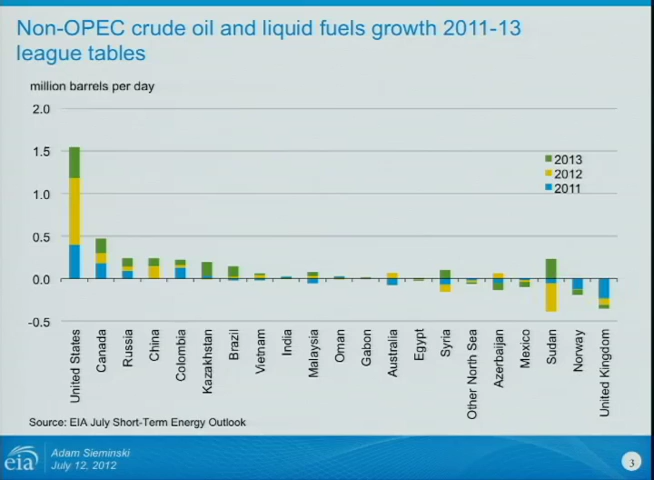 Non-OPEC crude oil and liquid fuels growth 2011-13
league tables
million barrels per day
2.0
1.5
1.0
0.5
0.0
-0.5
2013
2012
2011
United States
Canada
Russia
China
Colombia
Kazakhstan
Brazil
Vietnam
India
Malaysia
Oman
Gabon
Australia
Egypt
Syria
Other North Sea
Azerbaijan
Mexico
Sudan
Norway
United Kingdom
Source: EIA July Short-Term Energy Outlook
eia
Adam Sieminski
July 12, 2012
3